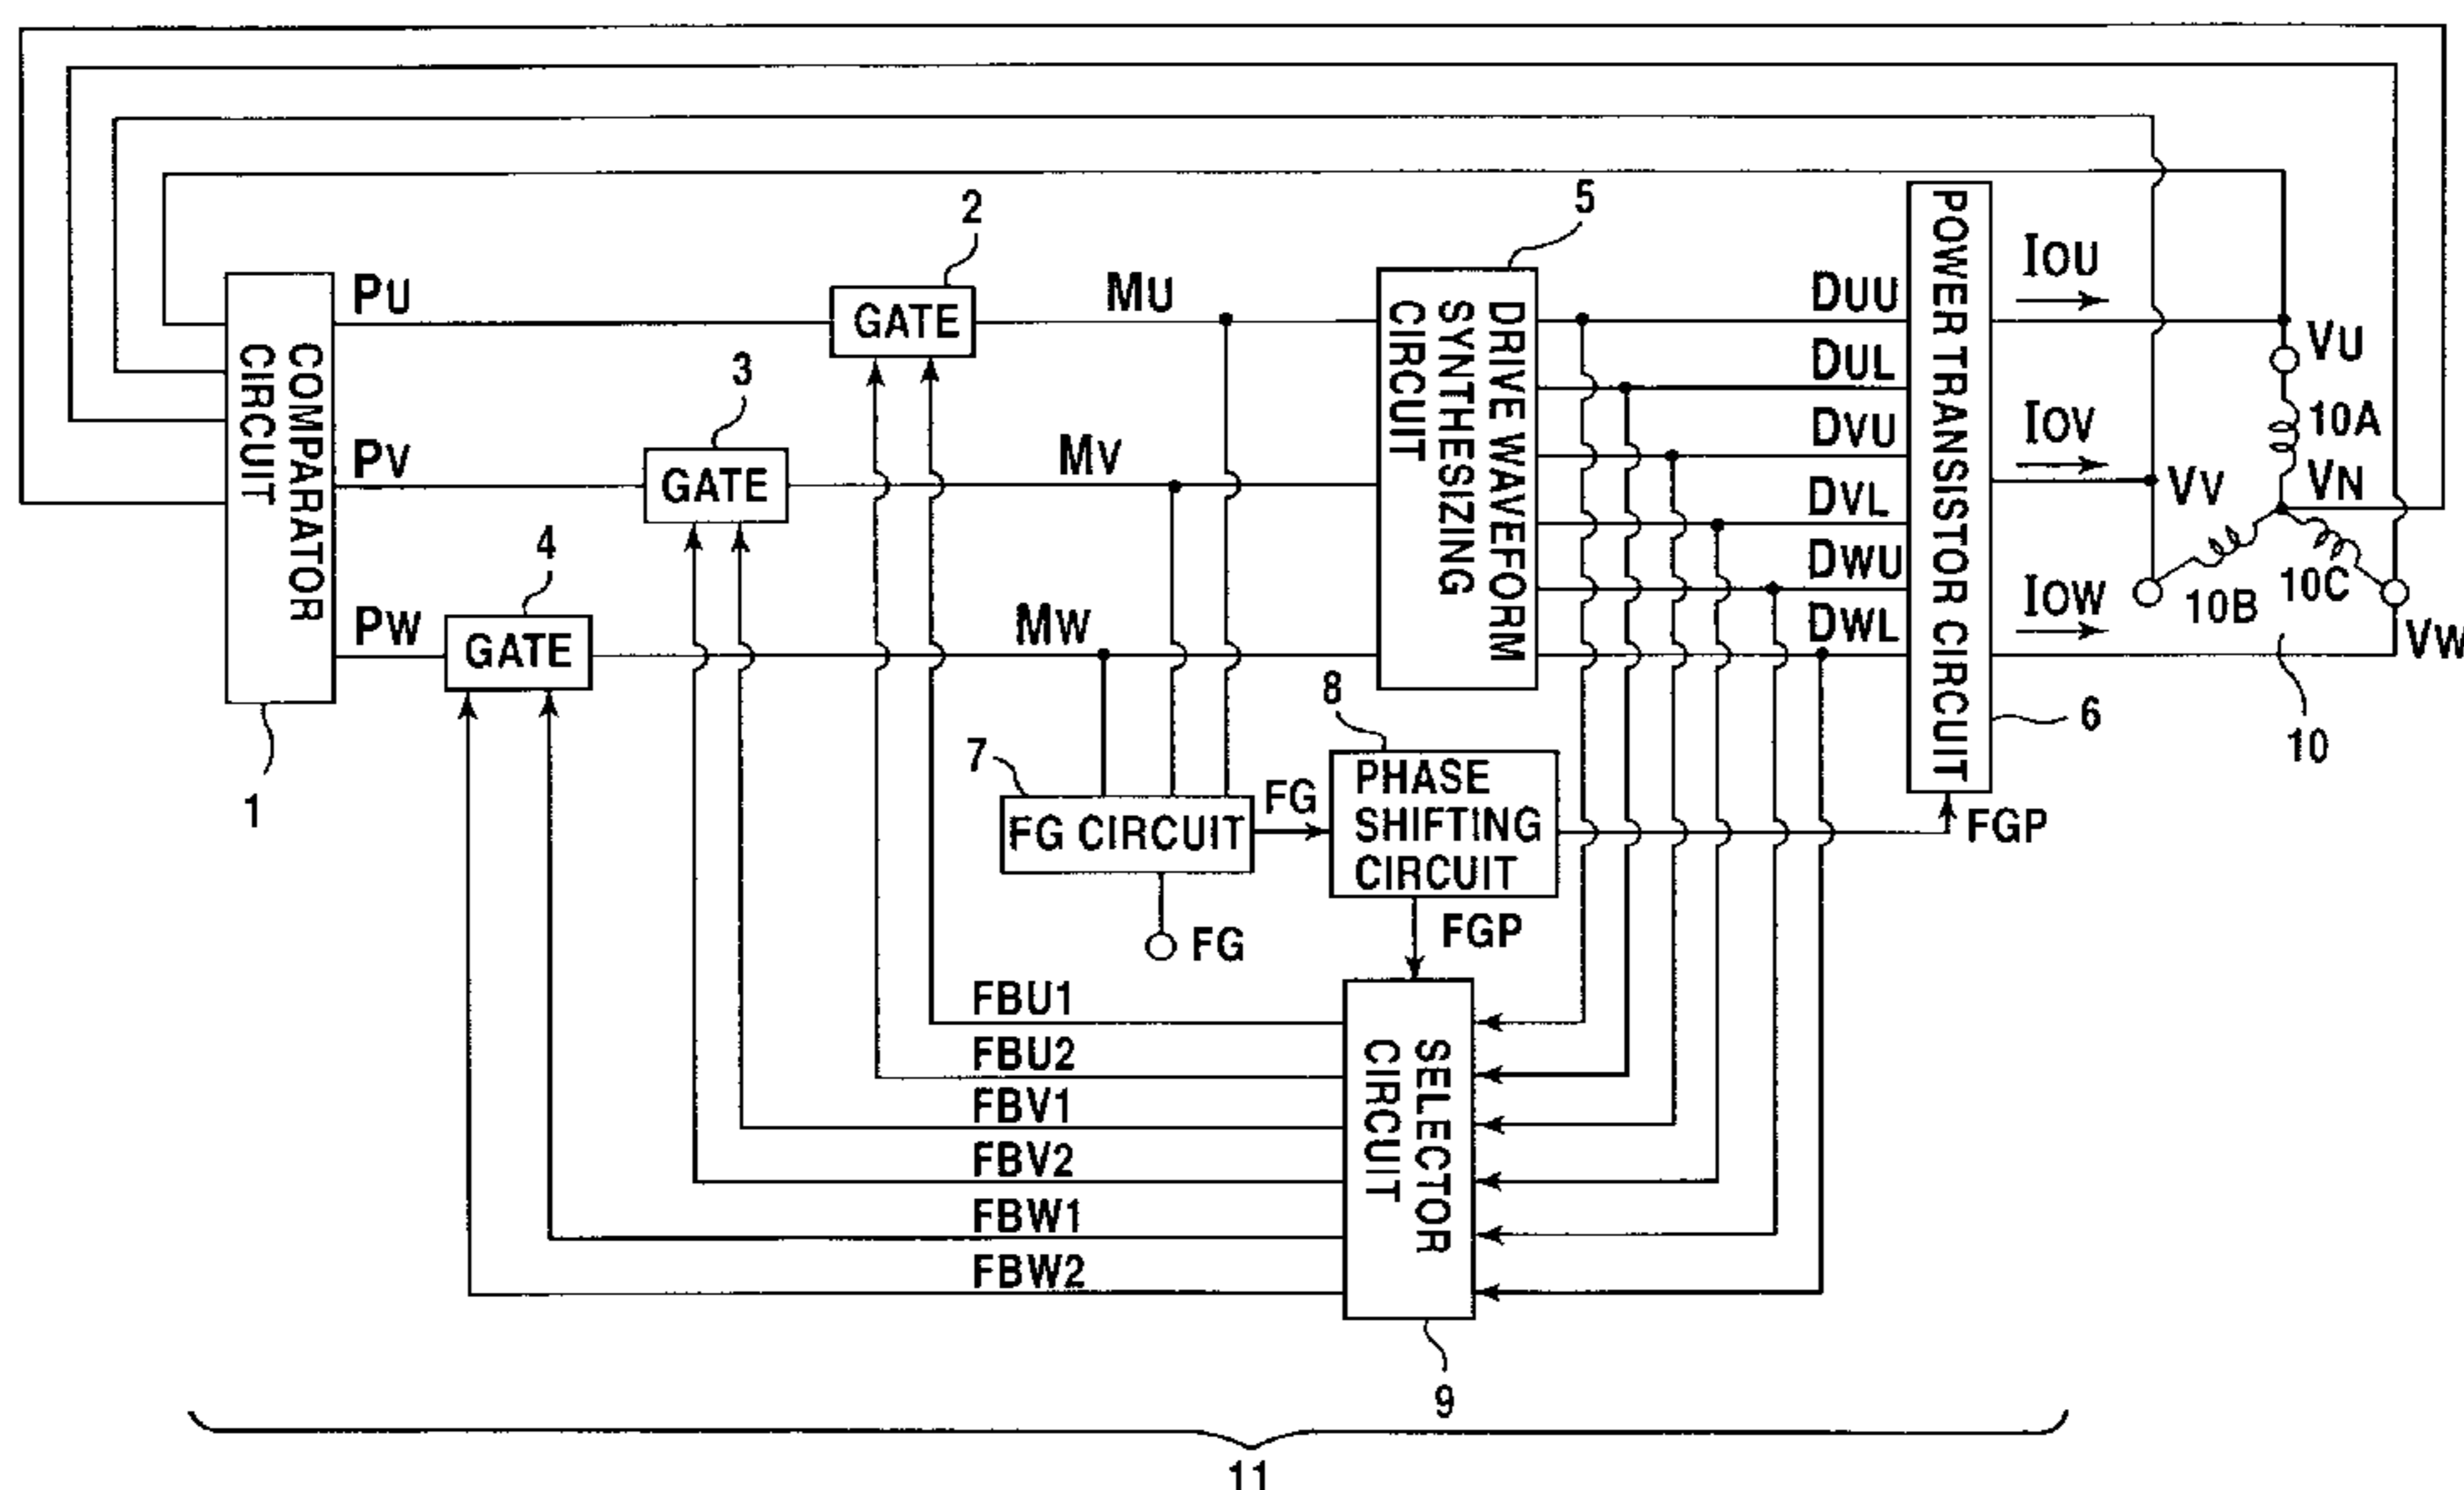 2
5
PU
GATE
MU
DUU
IOU
VU
3
DUL
10A
PV
GATE
MV
DVU
IOV
VV
VN
DVL
4
DWU
10B
10C
PW
GATE
MW
DWL
IOW
VW
COMPARATOR
CIRCUIT
DRIVE WAVEFORM
SYNTHESIZING
CIRCUIT
POWER TRANSISTOR CIRCUIT
8
6
10
7
1
FG CIRCUIT
FG
PHASE
SHIFTING
CIRCUIT
FGP
FG
FGP
FBU1
FBU2
FBV1
FBV2
FBW1
FBW2
SELECTOR
CIRCUIT
9
11